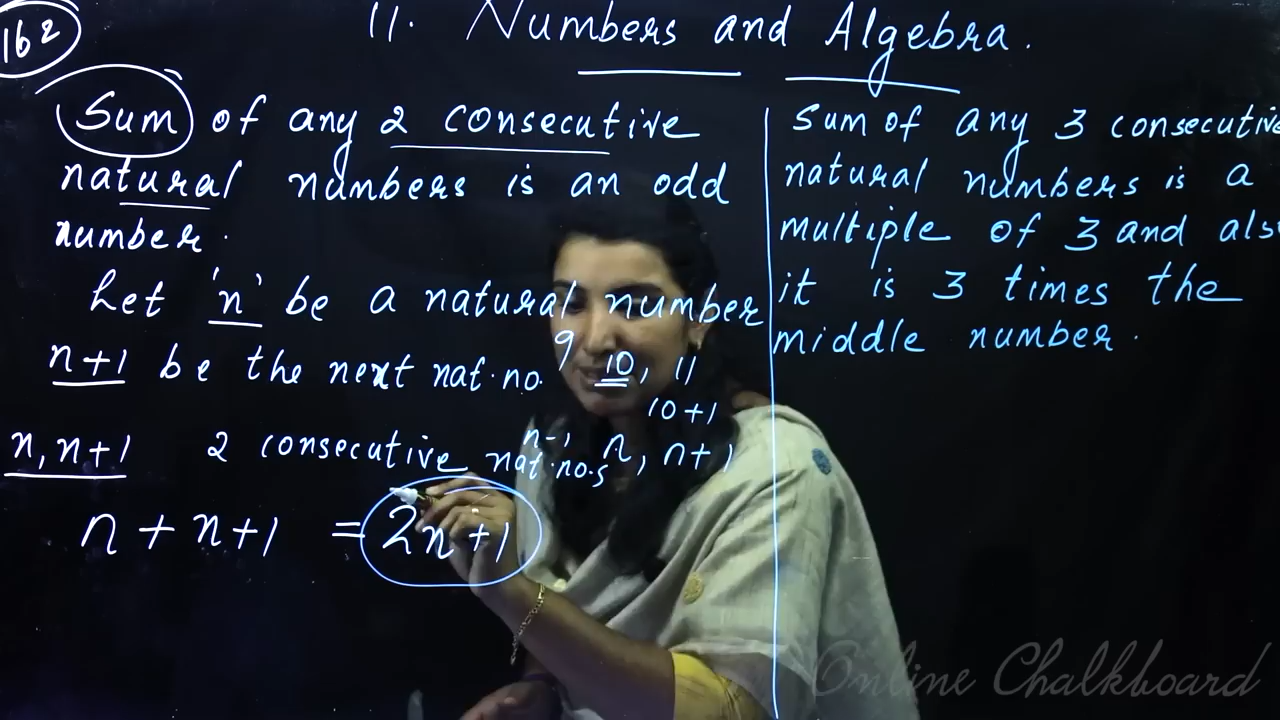 162
11. Numbers and Algebra.
Sum of any 2 consecutive
natural numbers is an odd
number.
Let 'n' be a natural number
n+1 be the next nat. no.
9 10, 11
10+1
n-1 n, n+1
n, n+1 2 consecutive nat. nos
n + n+1 = 2n+1
Sum of any 3 consecutive
natural numbers is a
multiple of 3 and als
it is 3 times the
middle number.
Online Chalkboard